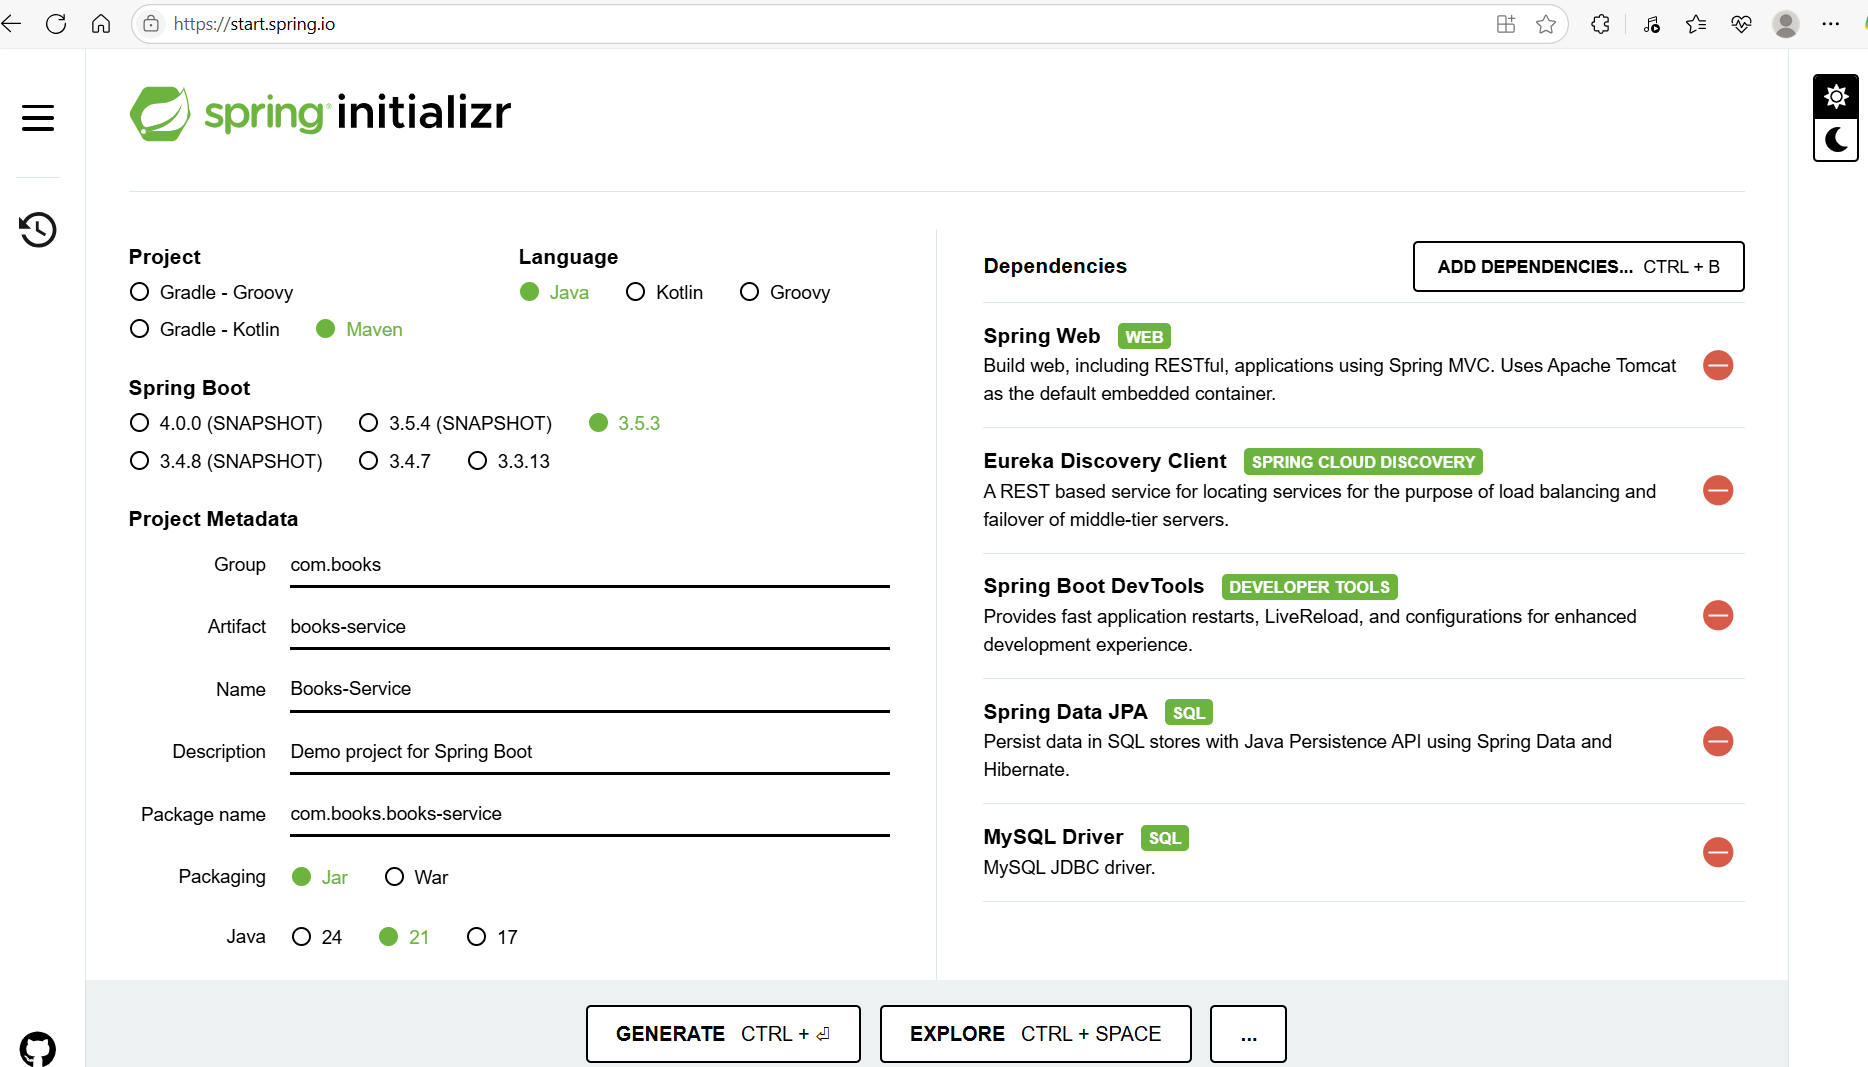 https://start.spring.io
spring initializr
Project
Gradle - Groovy
Gradle - Kotlin Maven
Language
Java Kotlin Groovy
Spring Boot
4.0.0 (SNAPSHOT) 3.5.4 (SNAPSHOT) 3.5.3
3.4.8 (SNAPSHOT) 3.4.7 3.3.13
Project Metadata
Group com.books
Artifact books-service
Name Books-Service
Description Demo project for Spring Boot
Package name com.books.books-service
Packaging Jar War
Java 24 21 17
Dependencies ADD DEPENDENCIES... CTRL + B
Spring Web WEB
Build web, including RESTful, applications using Spring MVC. Uses Apache Tomcat
as the default embedded container.
Eureka Discovery Client SPRING CLOUD DISCOVERY
A REST based service for locating services for the purpose of load balancing and
failover of middle-tier servers.
Spring Boot DevTools DEVELOPER TOOLS
Provides fast application restarts, LiveReload, and configurations for enhanced
development experience.
Spring Data JPA SQL
Persist data in SQL stores with Java Persistence API using Spring Data and
Hibernate.
MySQL Driver SQL
MySQL JDBC driver.
GENERATE CTRL + ⏎ EXPLORE CTRL + SPACE ...